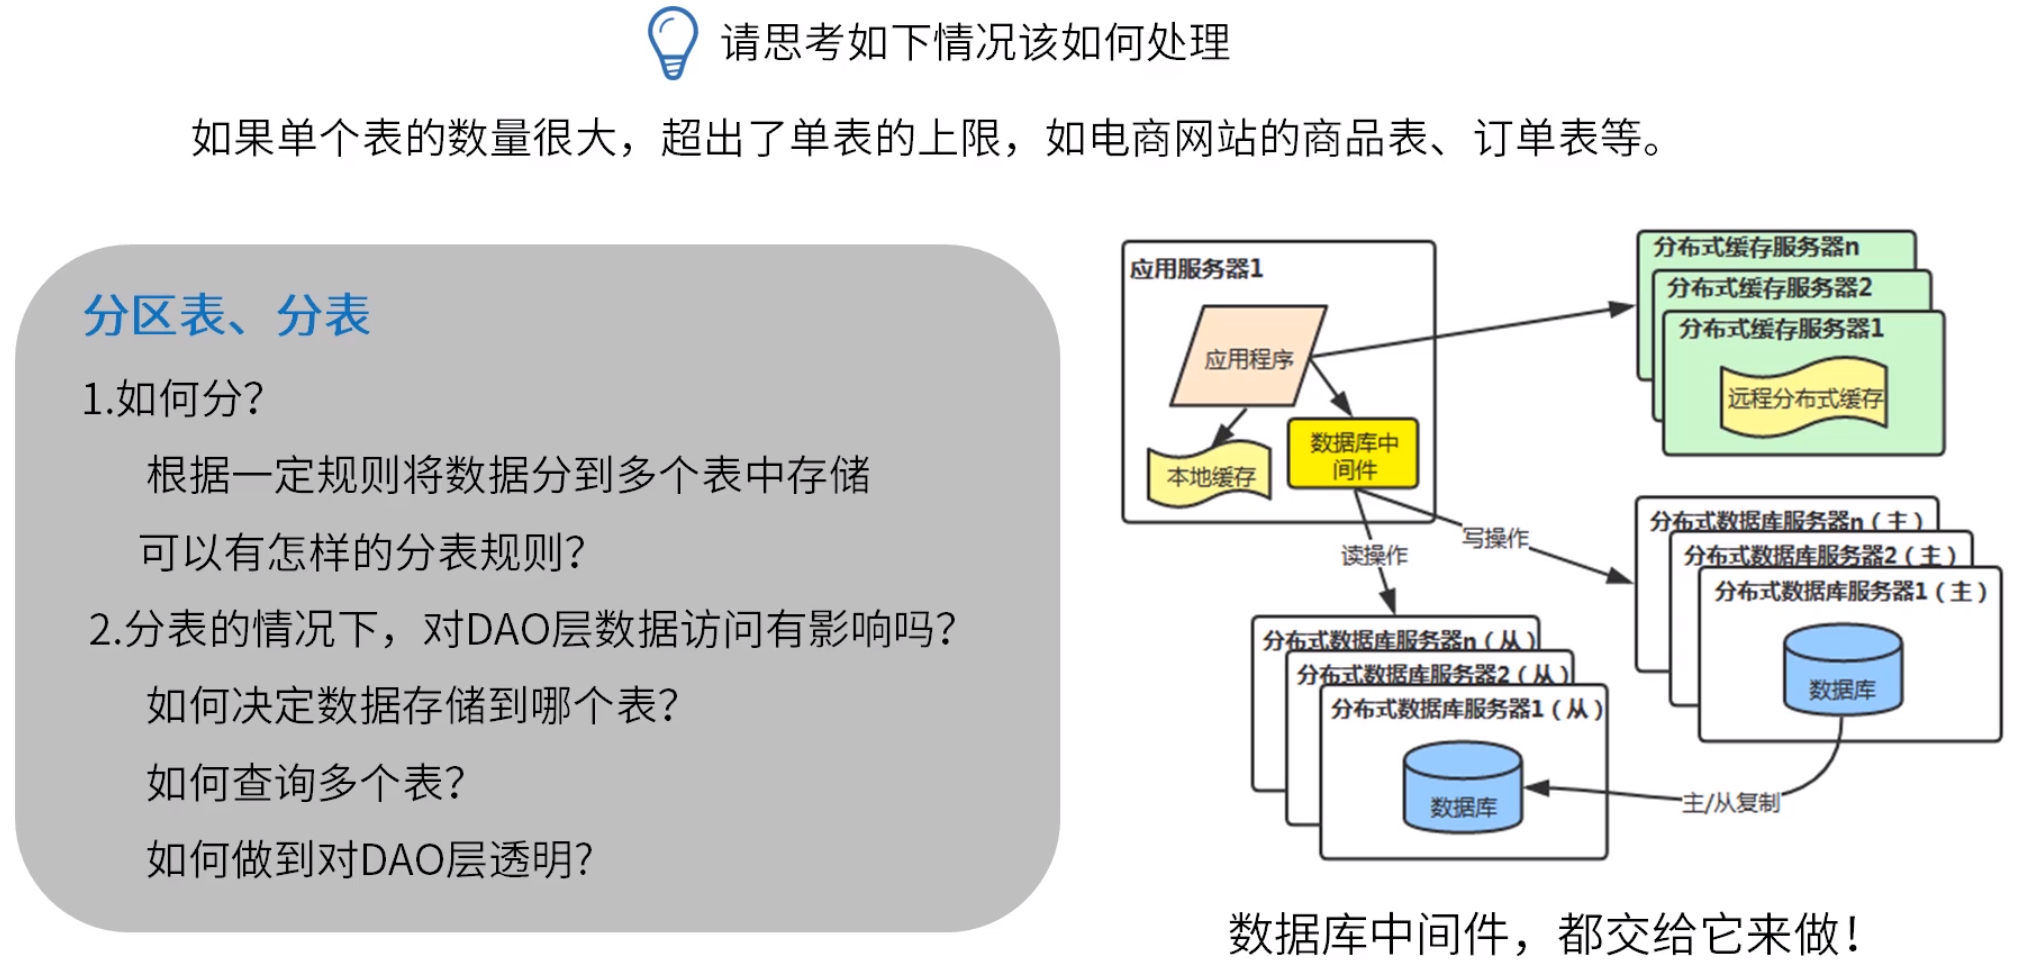 请思考如下情况该如何处理
如果单个表的数量很大，超出了单表的上限，如电商网站的商品表、订单表等。
分区表、分表
1.如何分？
根据一定规则将数据分到多个表中存储
可以有怎样的分表规则？
2.分表的情况下，对DAO层数据访问有影响吗？
如何决定数据存储到哪个表？
如何查询多个表？
如何做到对DAO层透明?
应用服务器1
应用程序
本地缓存
数据库中
间件
分布式缓存服务器n
分布式缓存服务器2
分布式缓存服务器1
远程分布式缓存
读操作
写操作
分布式数据库服务器n（主）
分布式数据库服务器2（主）
分布式数据库服务器1（主）
数据库
分布式数据库服务器n（从）
分布式数据库服务器2（从）
分布式数据库服务器1（从）
数据库
主/从复制
数据库中间件，都交给它来做！